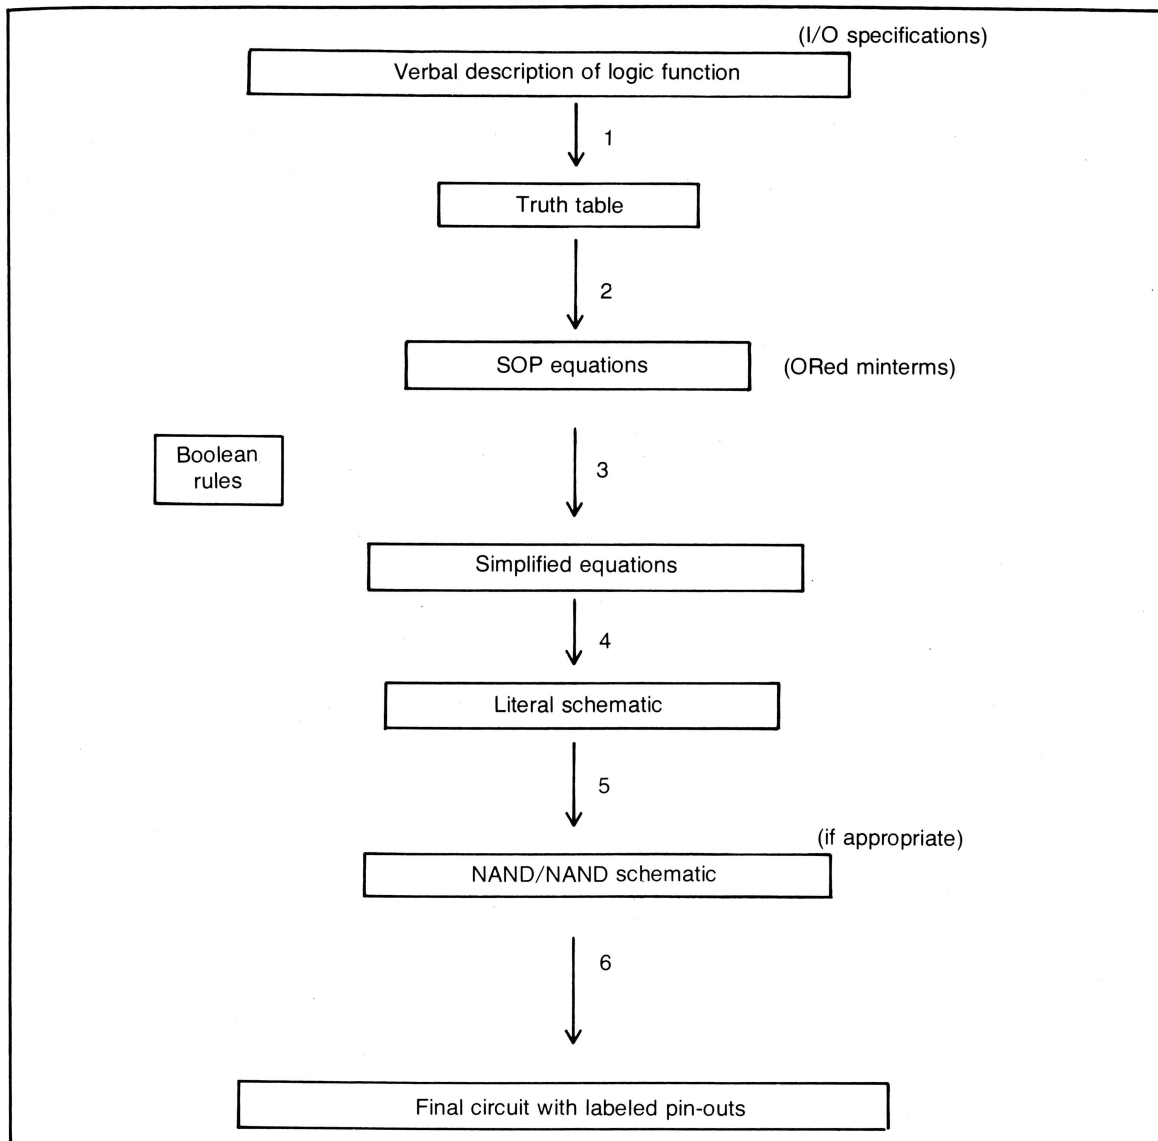 (I/O specifications)
Verbal description of logic function
1
Truth table
2
SOP equations
(ORed minterms)
Boolean
rules
3
Simplified equations
4
Literal schematic
5
(if appropriate)
NAND/NAND schematic
6
Final circuit with labeled pin-outs